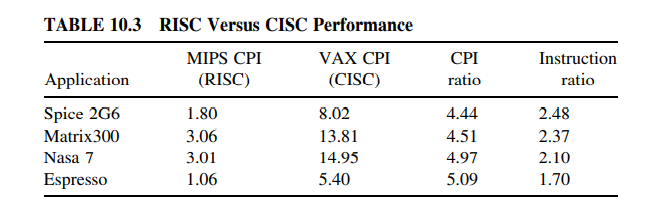 TABLE 10.3 RISC Versus CISC Performance
MIPS CPI VAX CPI CPI Instruction
Application (RISC) (CISC) ratio ratio
Spice 2G6 1.80 8.02 4.44 2.48
Matrix300 3.06 13.81 4.51 2.37
Nasa 7 3.01 14.95 4.97 2.10
Espresso 1.06 5.40 5.09 1.70